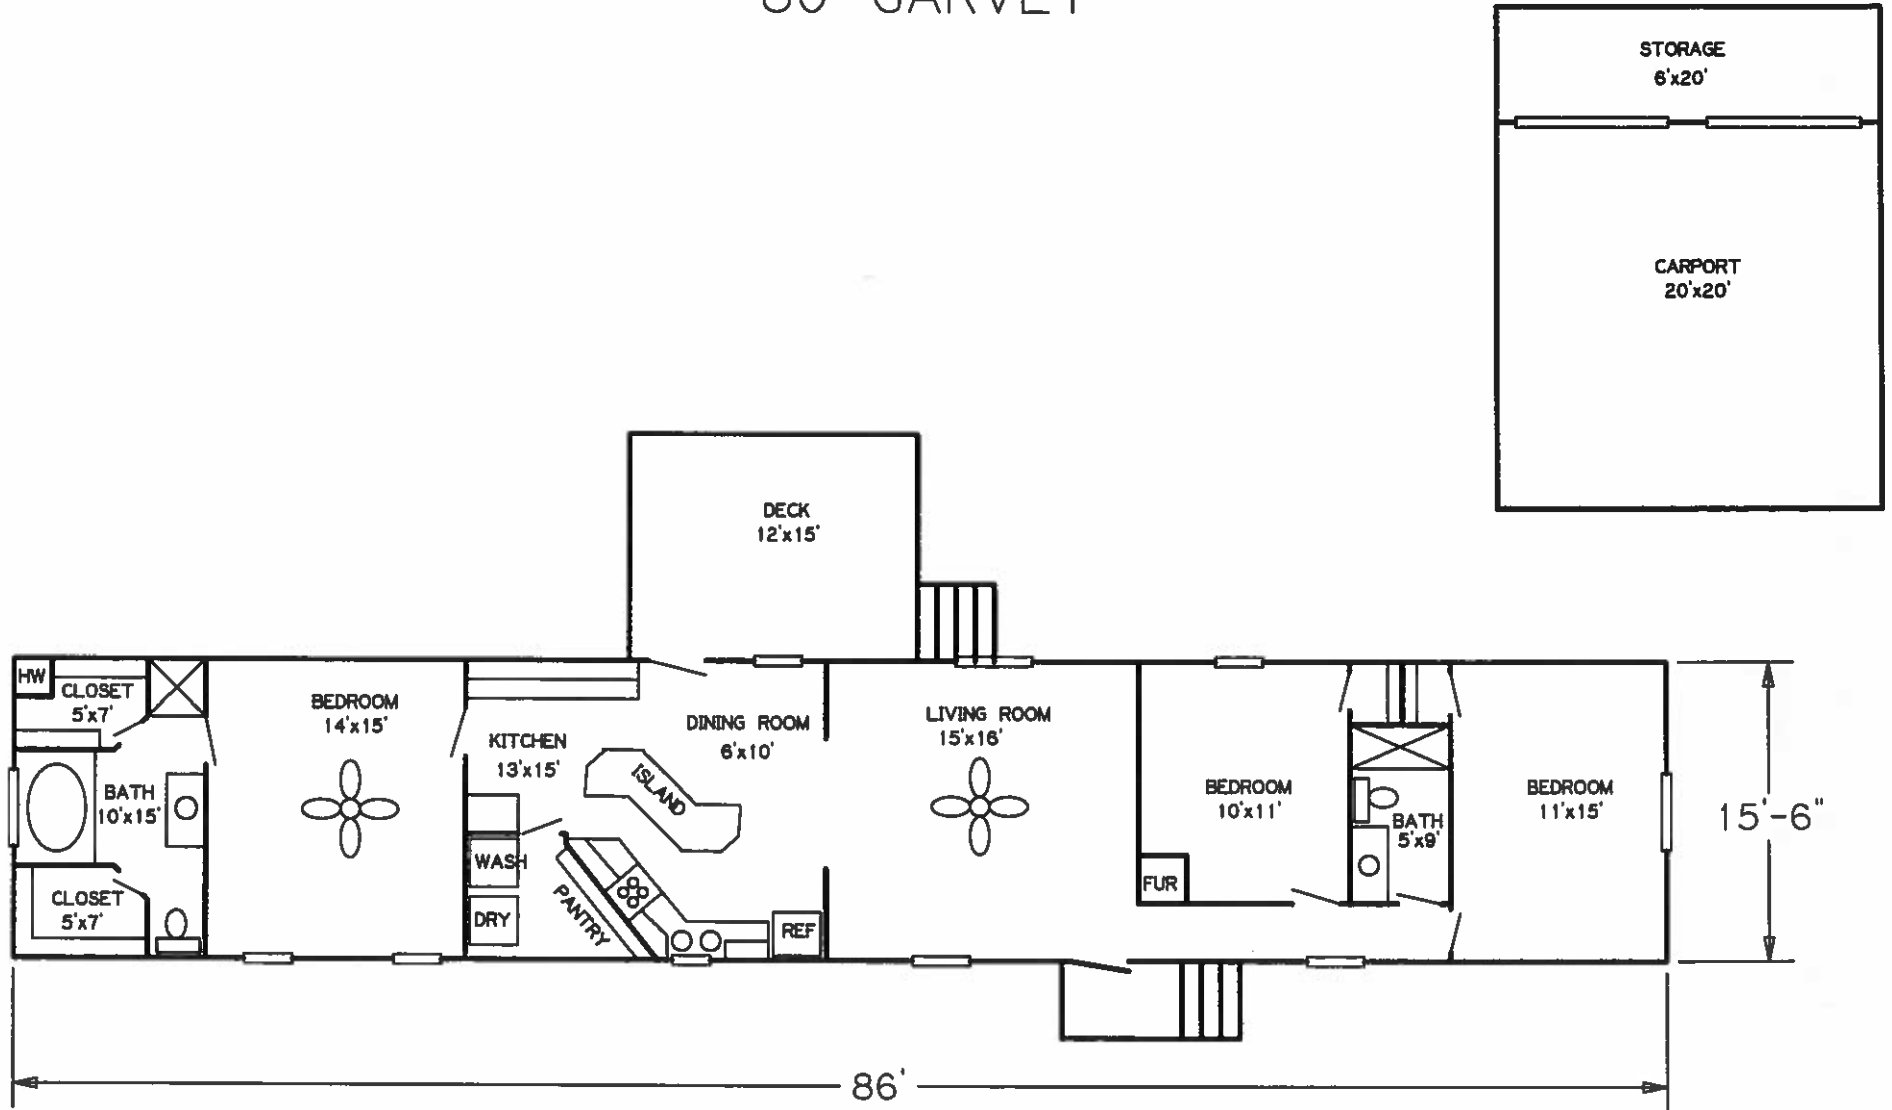 STORAGE
6'x20'
CARPORT
20'x20'
DECK
12'x15'
HW
CLOSET
5'x7'
BEDROOM
14'x15'
KITCHEN
13'x15'
DINING ROOM
6'x10'
LIVING ROOM
15'x16'
ISLAND
BATH
10'x15'
BEDROOM
10'x11'
BATH
5'x9'
BEDROOM
11'x15'
15'-6"
WASH
DRY
PANTRY
REF
FUR
CLOSET
5'x7'
86'